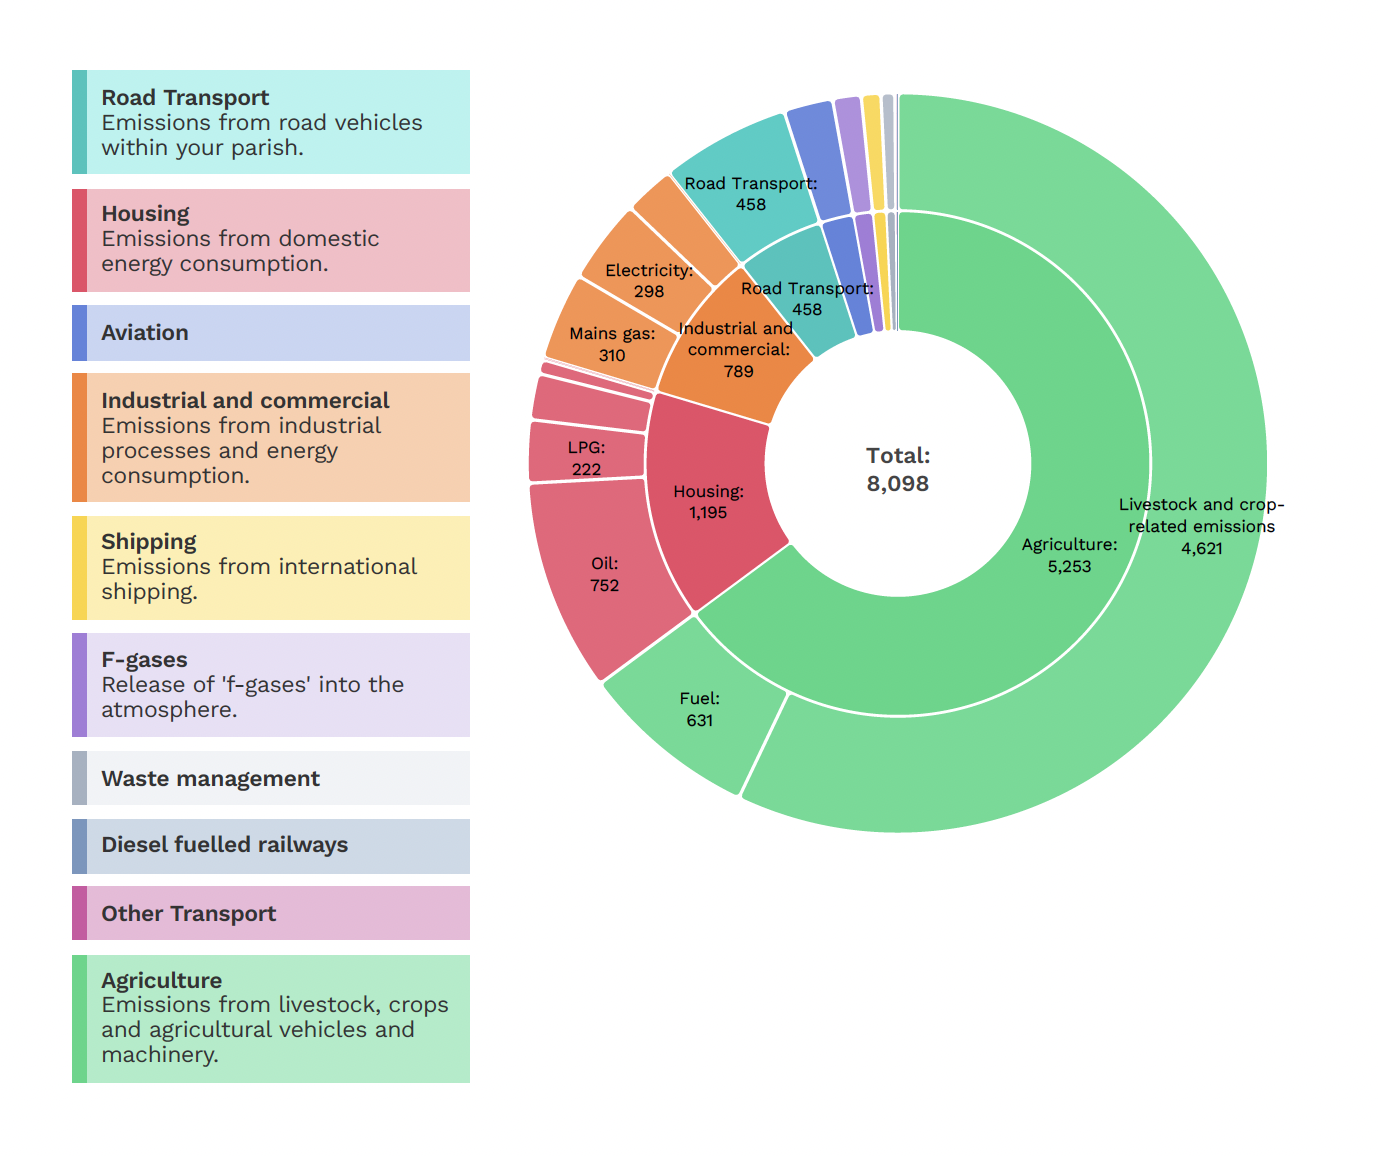 Road Transport
Emissions from road vehicles
within your parish.
Housing
Emissions from domestic
energy consumption.
Aviation
Industrial and commercial
Emissions from industrial
processes and energy
consumption.
Shipping
Emissions from international
shipping.
F-gases
Release of 'f-gases' into the
atmosphere.
Waste management
Diesel fuelled railways
Other Transport
Agriculture
Emissions from livestock, crops
and agricultural vehicles and
machinery.
Road Transport:
458
Electricity:
298
Road Transport:
458
Mains gas:
310
Industrial and
commercial:
789
LPG:
222
Housing:
1,195
Total:
8,098
Oil:
752
Agriculture:
5,253
Livestock and crop-
related emissions
4,621
Fuel:
631